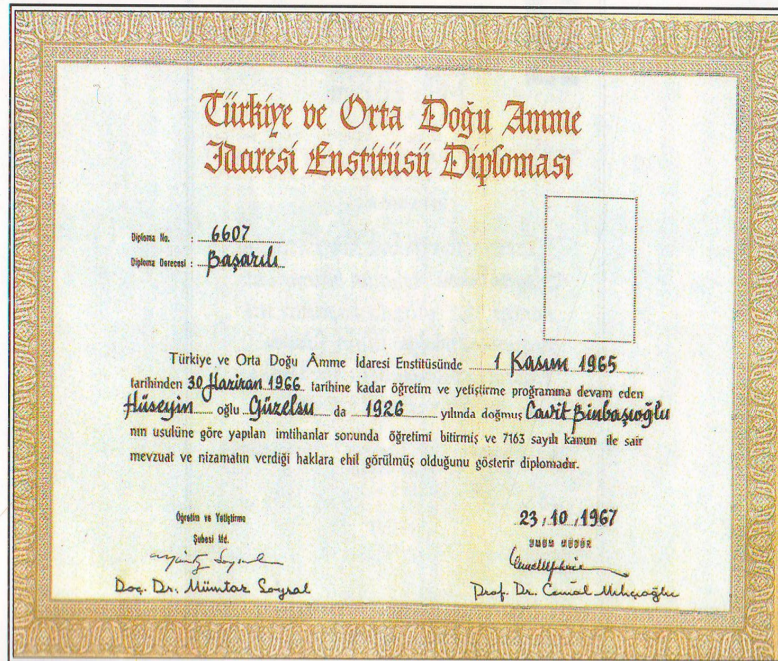 Türkiye ve Orta Doğu Amme
İdaresi Enstitüsü Diploması
Diploma No. : 6607
Diploma Derecesi : Başarılı
Türkiye ve Orta Doğu Âmme İdaresi Enstitüsünde 1 Kasım 1965
tarihinden 30 Haziran 1966 tarihine kadar öğretim ve yetiştirme programına devam eden
Hüseyin oğlu Güzelsu da 1926 yılında doğmuş Cavit Binbaşıoğlu
nın usulüne göre yapılan imtihanlar sonunda öğretimi bitirmiş ve 7163 sayılı kanun ile sair
mevzuat ve nizamatın verdiği haklara ehil görülmüş olduğunu gösterir diplomadır.
23,10,1967
Öğretim ve Yetiştirme
Şubesi Md.
UMUM MÜDÜR
Doç. Dr. Mümtaz Soysal
Prof. Dr. Cemal Mıhçıoğlu